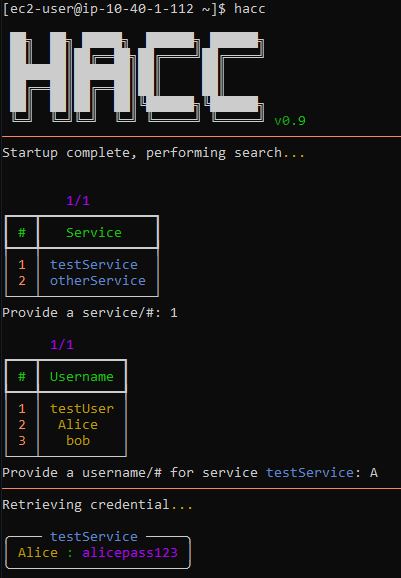 [ec2-user@ip-10-40-1-112 ~]$ hacc
HACC
v0.9
Startup complete, performing search...
1/1
# Service
1 testService
2 otherService
Provide a service/#: 1
1/1
# Username
1 testUser
2 Alice
3 bob
Provide a username/# for service testService: A
Retrieving credential...
testService
Alice : alicepass123